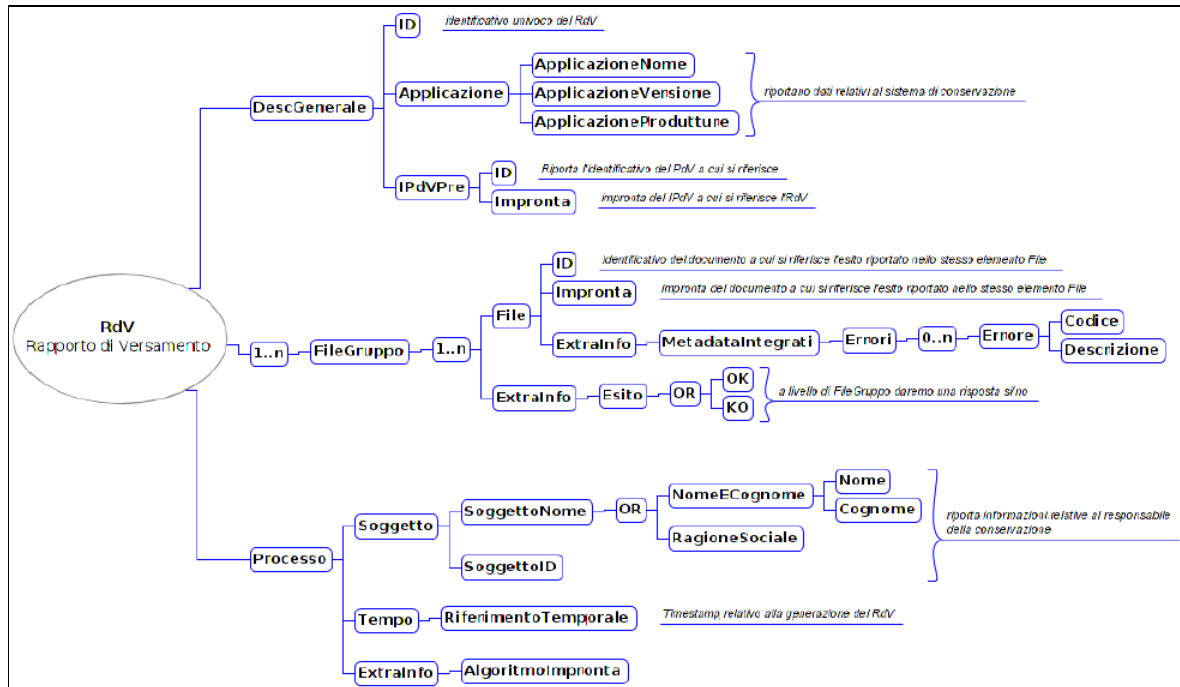 ID
identificativo univoco del RdV
ApplicazioneNome
Applicazione
ApplicazioneVersione
riportano dati relativi al sistema di conservazione
DescGenerale
ApplicazioneProdutture
ID
Riporta l'identificativo del PdV a cui si riferisce
IPdVPre
Impronta
impronta del IPdV a cui si riferisce l'RdV
ID
Identificativo del documento a cui si riferisce l'esito riportato nello stesso elemento File
Impronta
impronta del documento a cui si riferisce l'esito riportato nello stesso elemento File
File
ExtraInfo
MetadataIntegrati
Errori
0..n
Errore
Codice
Descrizione
RdV
Rapporto di Versamento
1..n
FileGruppo
1..n
ExtraInfo
Esito
OR
OK
KO
a livello di FileGruppo daremo una risposta si/no
Soggetto
SoggettoNome
OR
NomeECognome
Nome
Cognome
RagioneSociale
riporta informazioni relative al responsabile
della conservazione
SoggettoID
Processo
Tempo
RiferimentoTemporale
Timestamp relativo alla generazione del RdV
ExtraInfo
AlgoritmoImpronta